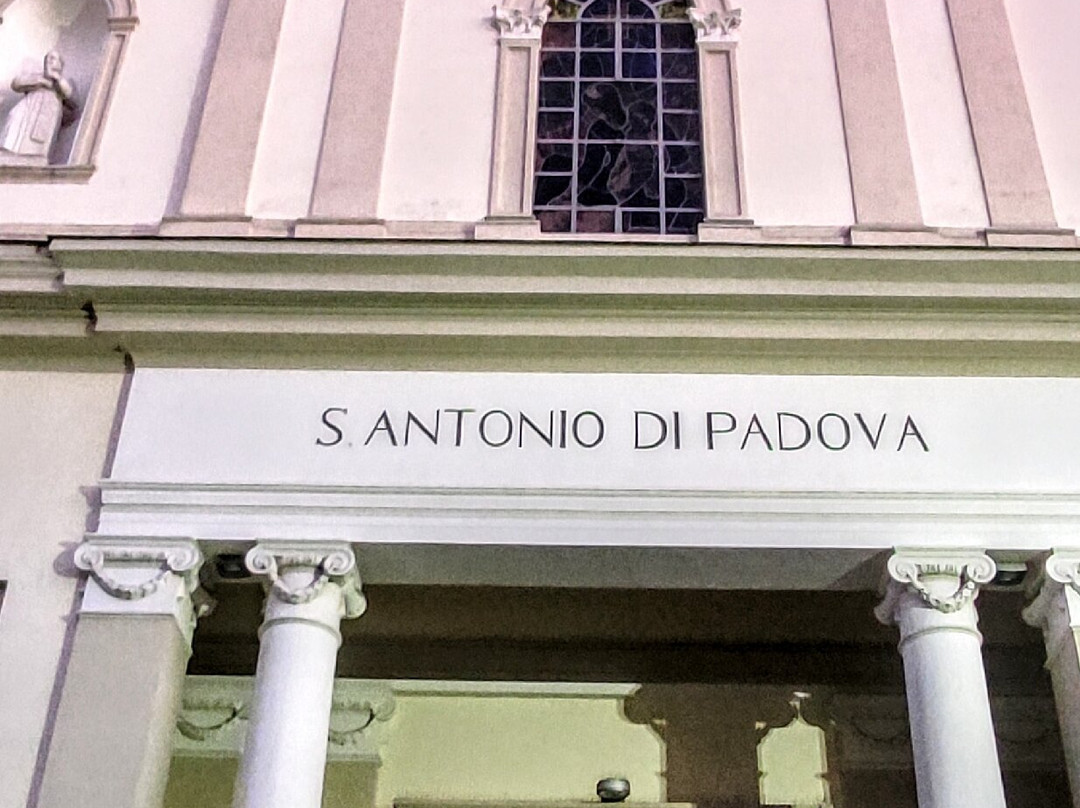 S. ANTONIO DI PADOVA